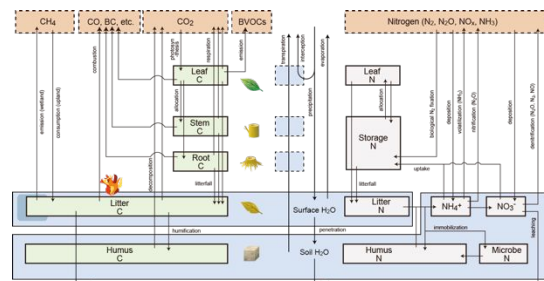 CH₄
CO, BC, etc.
CO₂
BVOCs
Nitrogen (N₂, N₂O, NOₓ, NH₃)
emission (wetland)
consumption (upland)
combustion
decomposition
photosyn
thesis
respiration
emission
transpiration
interception
precipitation
evaporation
biological N₂ fixation
deposition
volatilization (NH₃)
nitrification (N₂O)
deposition
denitrification (N₂O, N₂, NO)
Leaf
C
allocation
Stem
C
Root
C
litterfall
Leaf
N
allocation
Storage
N
litterfall
uptake
Litter
C
Surface H₂O
Litter
N
NH₄⁺
NO₃⁻
humification
penetration
immobilization
leaching
Humus
C
Soil H₂O
Humus
N
Microbe
N